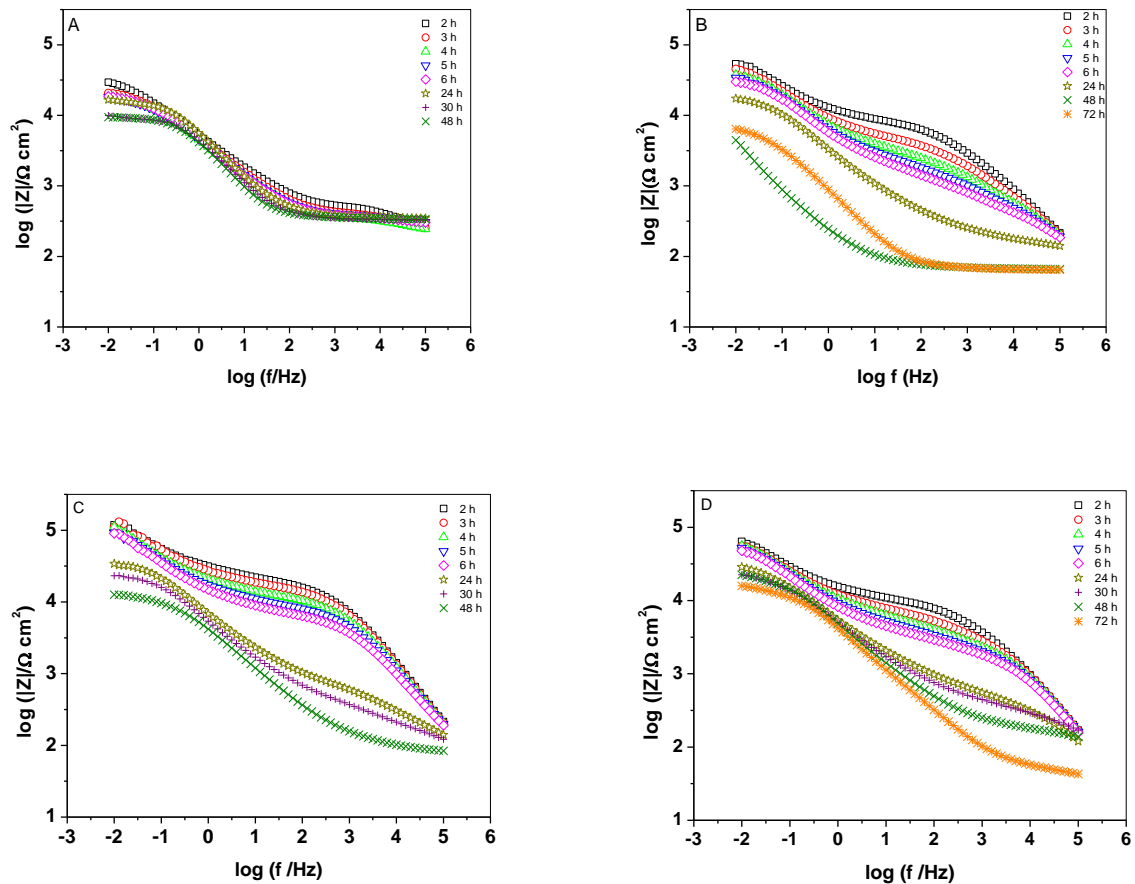 A
2 h
3 h
4 h
5 h
6 h
24 h
30 h
48 h
5
4
3
2
1
-3 -2 -1 0 1 2 3 4 5 6
log (|Z|/Ω cm²)
log (f/Hz)
B
2 h
3 h
4 h
5 h
6 h
24 h
48 h
72 h
5
4
3
2
1
-3 -2 -1 0 1 2 3 4 5 6
log |Z|(Ω cm²)
log f (Hz)
C
2 h
3 h
4 h
5 h
6 h
24 h
30 h
48 h
5
4
3
2
1
-3 -2 -1 0 1 2 3 4 5 6
log (|Z|/Ω cm²)
log (f /Hz)
D
2 h
3 h
4 h
5 h
6 h
24 h
30 h
48 h
72 h
5
4
3
2
1
-3 -2 -1 0 1 2 3 4 5 6
log (|Z|/Ω cm²)
log (f /Hz)